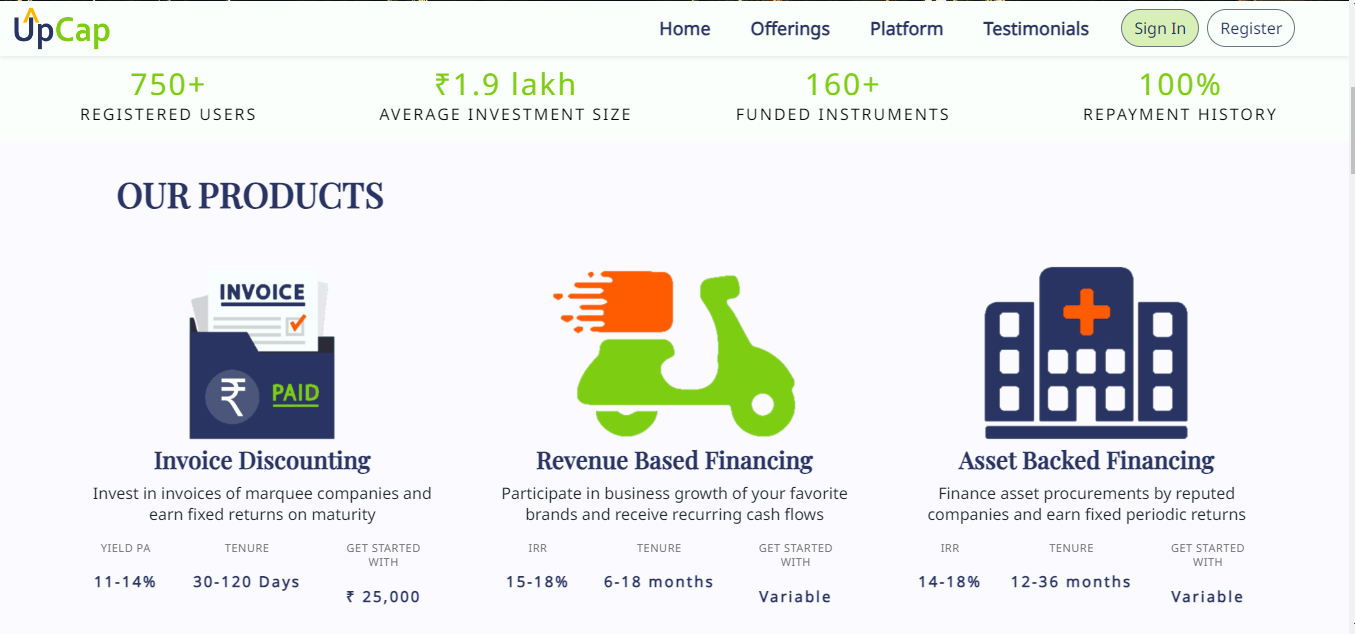 UpCap
Home Offerings Platform Testimonials Sign In Register
750+ ₹1.9 lakh 160+ 100%
REGISTERED USERS AVERAGE INVESTMENT SIZE FUNDED INSTRUMENTS REPAYMENT HISTORY
OUR PRODUCTS
INVOICE
₹ PAID
Invoice Discounting
Invest in invoices of marquee companies and
earn fixed returns on maturity
YIELD PA TENURE GET STARTED
WITH
11-14% 30-120 Days
₹ 25,000
Revenue Based Financing
Participate in business growth of your favorite
brands and receive recurring cash flows
IRR TENURE GET STARTED
WITH
15-18% 6-18 months
Variable
Asset Backed Financing
Finance asset procurements by reputed
companies and earn fixed periodic returns
IRR TENURE GET STARTED
WITH
14-18% 12-36 months
Variable